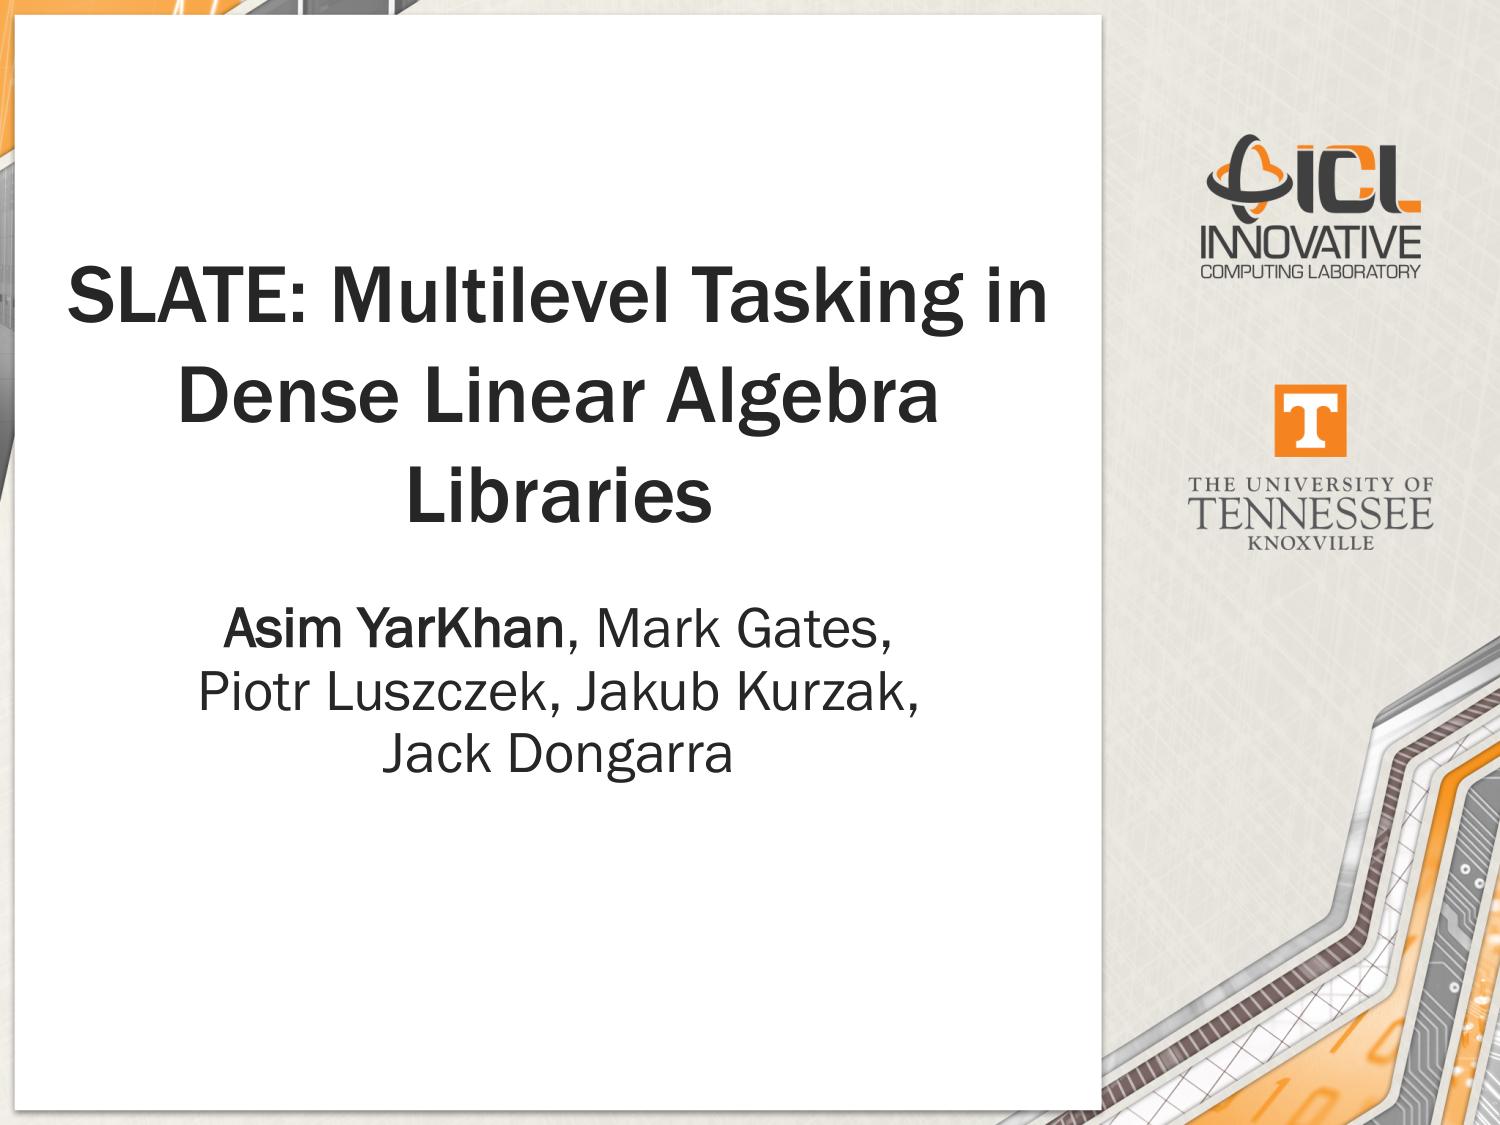 SLATE: Multilevel Tasking in
Dense Linear Algebra
Libraries
Asim YarKhan, Mark Gates,
Piotr Luszczek, Jakub Kurzak,
Jack Dongarra
ICL
INNOVATIVE
COMPUTING LABORATORY
T
THE UNIVERSITY OF
TENNESSEE
KNOXVILLE